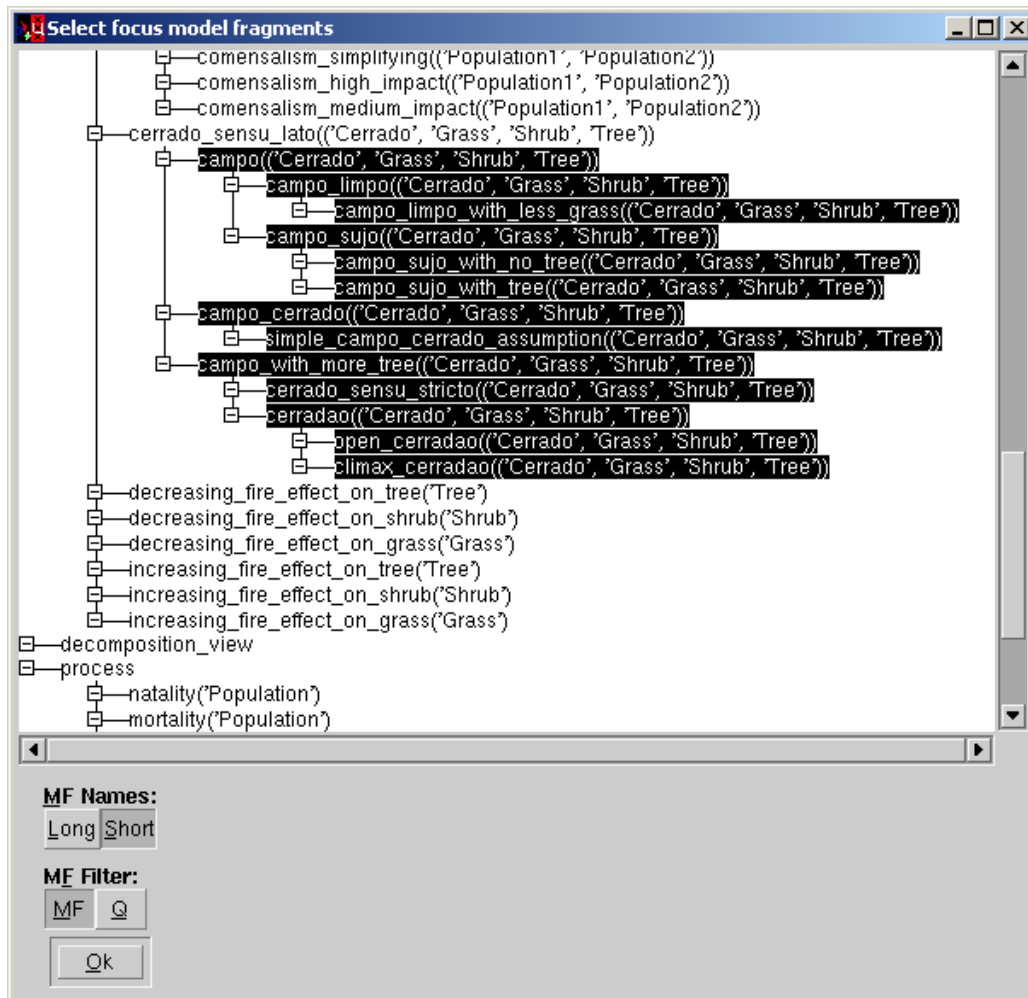 Select focus model fragments
comensalism_simplifying(('Population1', 'Population2'))
comensalism_high_impact(('Population1', 'Population2'))
comensalism_medium_impact(('Population1', 'Population2'))
cerrado_sensu_lato(('Cerrado', 'Grass', 'Shrub', 'Tree'))
campo(('Cerrado', 'Grass', 'Shrub', 'Tree'))
campo_limpo(('Cerrado', 'Grass', 'Shrub', 'Tree'))
campo_limpo_with_less_grass(('Cerrado', 'Grass', 'Shrub', 'Tree'))
campo_sujo(('Cerrado', 'Grass', 'Shrub', 'Tree'))
campo_sujo_with_no_tree(('Cerrado', 'Grass', 'Shrub', 'Tree'))
campo_sujo_with_tree(('Cerrado', 'Grass', 'Shrub', 'Tree'))
campo_cerrado(('Cerrado', 'Grass', 'Shrub', 'Tree'))
simple_campo_cerrado_assumption(('Cerrado', 'Grass', 'Shrub', 'Tree'))
campo_with_more_tree(('Cerrado', 'Grass', 'Shrub', 'Tree'))
cerrado_sensu_stricto(('Cerrado', 'Grass', 'Shrub', 'Tree'))
cerradao(('Cerrado', 'Grass', 'Shrub', 'Tree'))
open_cerradao(('Cerrado', 'Grass', 'Shrub', 'Tree'))
climax_cerradao(('Cerrado', 'Grass', 'Shrub', 'Tree'))
decreasing_fire_effect_on_tree('Tree')
decreasing_fire_effect_on_shrub('Shrub')
decreasing_fire_effect_on_grass('Grass')
increasing_fire_effect_on_tree('Tree')
increasing_fire_effect_on_shrub('Shrub')
increasing_fire_effect_on_grass('Grass')
decomposition_view
process
natality('Population')
mortality('Population')
MF Names:
Long Short
MF Filter:
MF Q
Ok